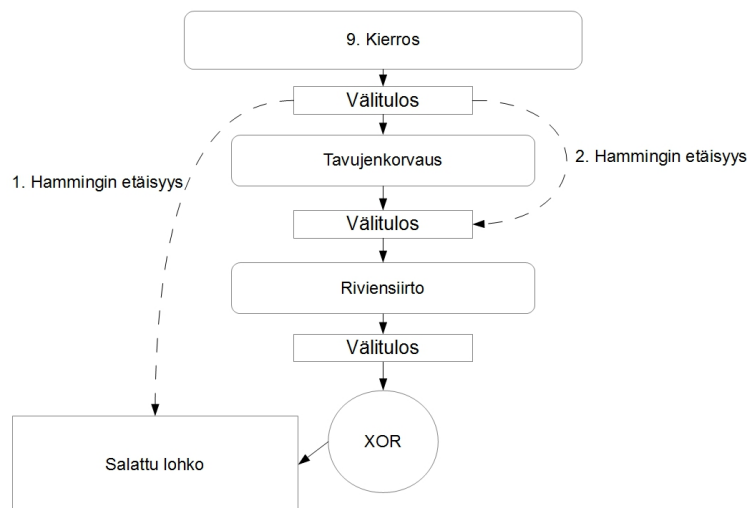 9. Kierros
Välitulos
Tavujenkorvaus
1. Hammingin etäisyys
2. Hammingin etäisyys
Välitulos
Riviensiirto
Välitulos
XOR
Salattu lohko